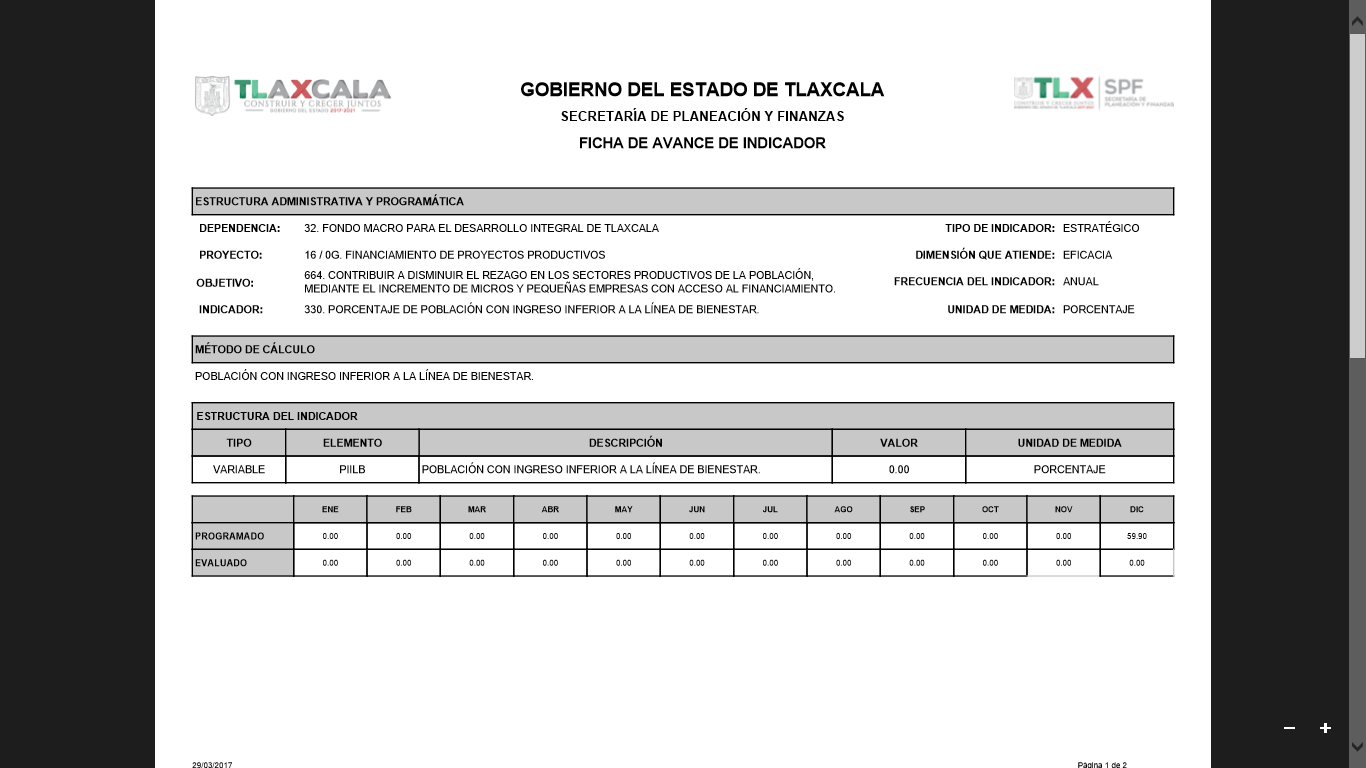 TLAXCALA
CONSTRUIR Y CRECER JUNTOS
GOBIERNO DEL ESTADO 2017-2021
GOBIERNO DEL ESTADO DE TLAXCALA
SECRETARÍA DE PLANEACIÓN Y FINANZAS
FICHA DE AVANCE DE INDICADOR
TLX
CONSTRUIR Y CRECER JUNTOS
SPF
SECRETARÍA DE
PLANEACIÓN Y FINANZAS
ESTRUCTURA ADMINISTRATIVA Y PROGRAMÁTICA
DEPENDENCIA: 32. FONDO MACRO PARA EL DESARROLLO INTEGRAL DE TLAXCALA TIPO DE INDICADOR: ESTRATÉGICO
PROYECTO: 16 / 0G. FINANCIAMIENTO DE PROYECTOS PRODUCTIVOS DIMENSIÓN QUE ATIENDE: EFICACIA
OBJETIVO: 664. CONTRIBUIR A DISMINUIR EL REZAGO EN LOS SECTORES PRODUCTIVOS DE LA POBLACIÓN,
MEDIANTE EL INCREMENTO DE MICROS Y PEQUEÑAS EMPRESAS CON ACCESO AL FINANCIAMIENTO. FRECUENCIA DEL INDICADOR: ANUAL
INDICADOR: 330. PORCENTAJE DE POBLACIÓN CON INGRESO INFERIOR A LA LÍNEA DE BIENESTAR. UNIDAD DE MEDIDA: PORCENTAJE
MÉTODO DE CÁLCULO
POBLACIÓN CON INGRESO INFERIOR A LA LÍNEA DE BIENESTAR.
ESTRUCTURA DEL INDICADOR
TIPO ELEMENTO DESCRIPCIÓN VALOR UNIDAD DE MEDIDA
VARIABLE PIILB POBLACIÓN CON INGRESO INFERIOR A LA LÍNEA DE BIENESTAR. 0.00 PORCENTAJE
ENE FEB MAR ABR MAY JUN JUL AGO SEP OCT NOV DIC
PROGRAMADO 0.00 0.00 0.00 0.00 0.00 0.00 0.00 0.00 0.00 0.00 0.00 59.90
EVALUADO 0.00 0.00 0.00 0.00 0.00 0.00 0.00 0.00 0.00 0.00 0.00 0.00
29/03/2017 Página 1 de 2